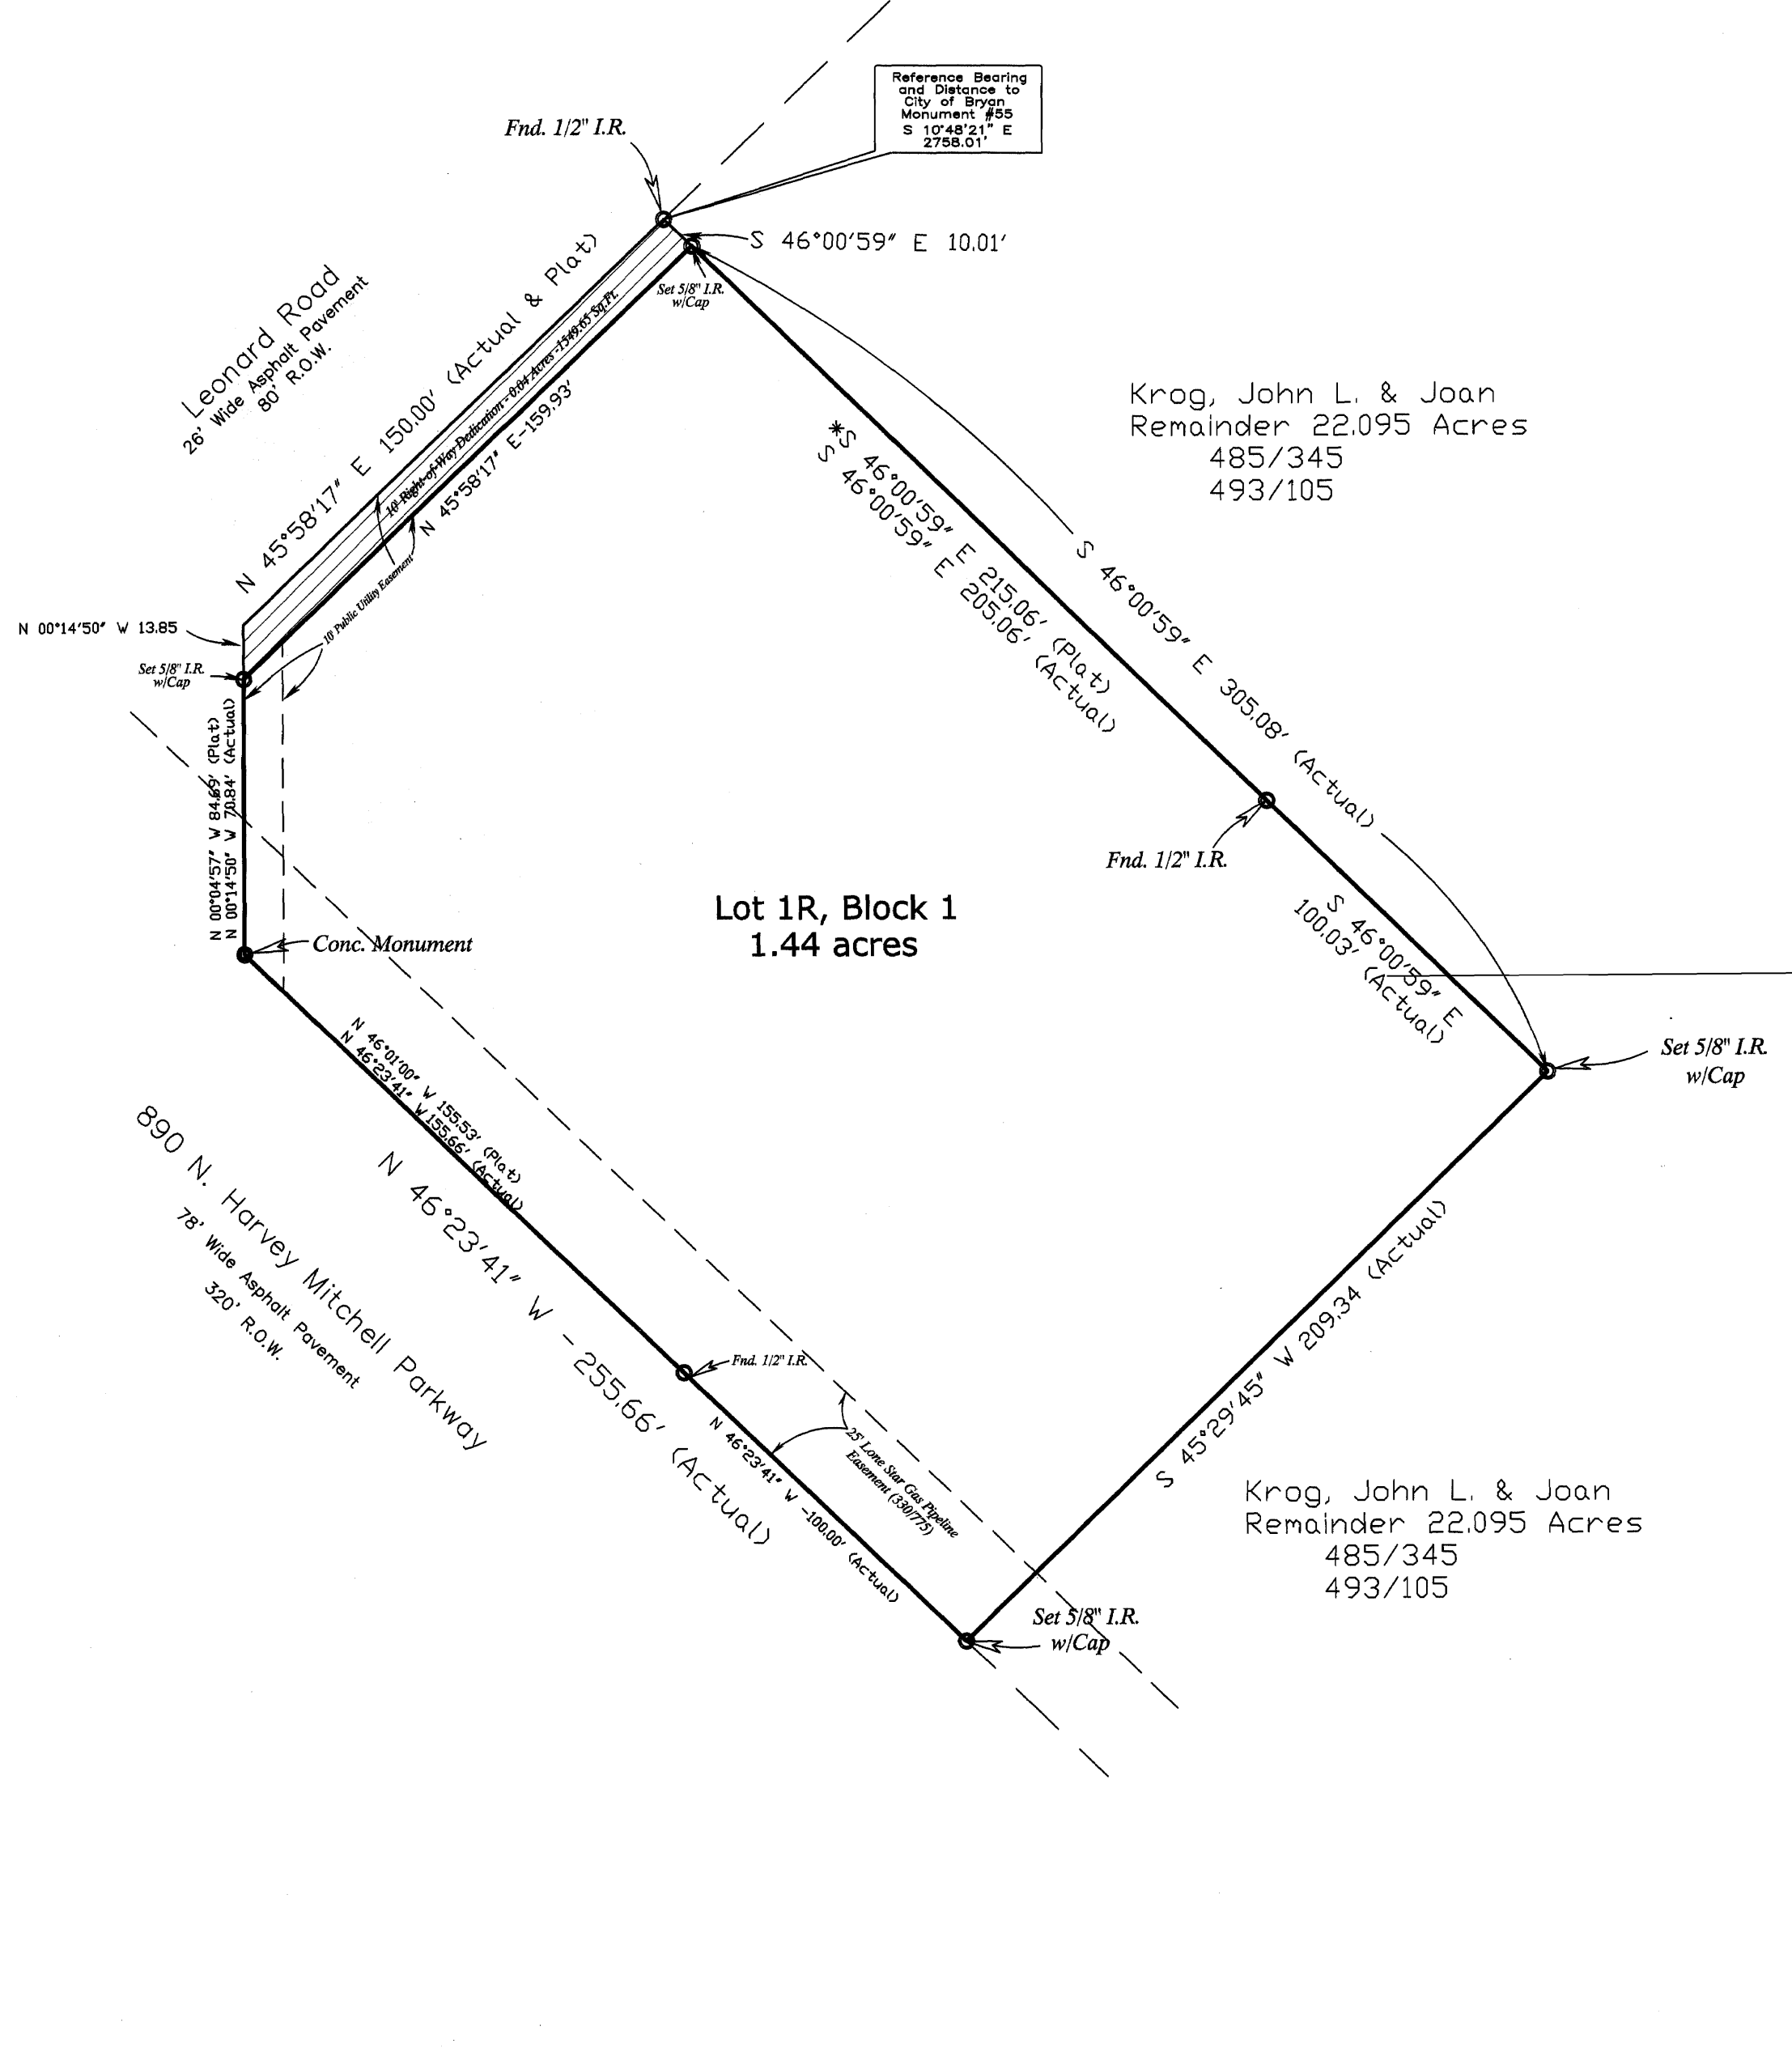 Reference Bearing
and Distance to
City of Bryan
Monument #55
S 10°48'21" E
2758.01'
Fnd. 1/2" I.R.
S 46°00'59" E 10.01'
Set 5/8" I.R.
w/Cap
Leonard Road
26' Wide Asphalt Pavement
80' R.O.W.
N 45°58'17" E 150.00' (Actual & Plat)
10' Right-of-Way Dedication - 0.04 Acres -1549.65 Sq.Ft.
N 45°58'17" E-159.93'
10' Public Utility Easement
Krog, John L. & Joan
Remainder 22.095 Acres
485/345
493/105
*S 46°00'59" E 215.06' (Plat)
S 46°00'59" E 205.06' (Actual)
S 46°00'59" E 305.08' (Actual)
N 00°14'50" W 13.85
Set 5/8" I.R.
w/Cap
N 00°04'57" W 84.69' (Plat)
N 00°14'50" W 70.84' (Actual)
Fnd. 1/2" I.R.
Lot 1R, Block 1
1.44 acres
Conc. Monument
S 46°00'59" E
100.03' (Actual)
Set 5/8" I.R.
w/Cap
N 46°01'00" W 155.53' (Plat)
N 46°23'41" W 155.66' (Actual)
N 46°23'41" W - 255.66' (Actual)
890 N. Harvey Mitchell Parkway
78' Wide Asphalt Pavement
320' R.O.W.
S 45°29'45" W 209.34 (Actual)
Fnd. 1/2" I.R.
N 46°23'41" W -100.00' (Actual)
25' Lone Star Gas Pipeline
Easement (330/775)
Krog, John L. & Joan
Remainder 22.095 Acres
485/345
493/105
Set 5/8" I.R.
w/Cap